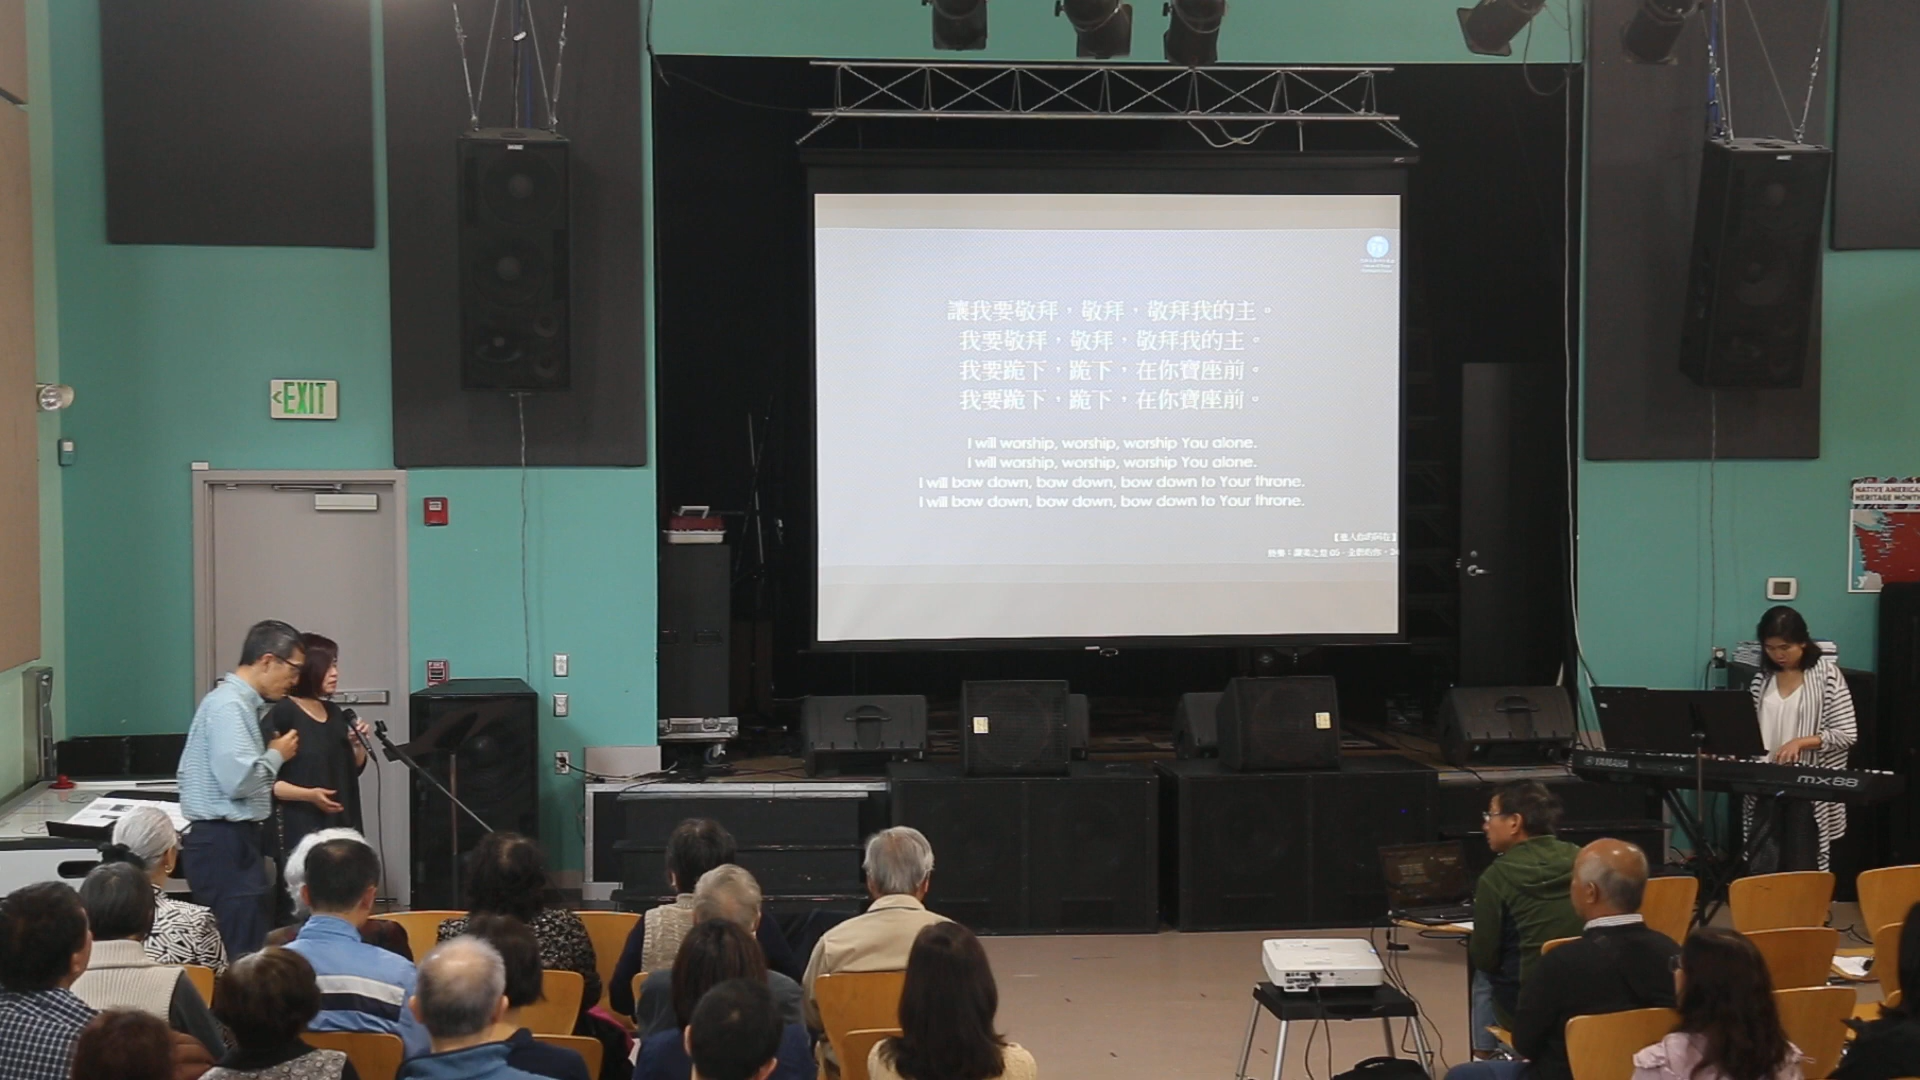 讓我要敬拜，敬拜，敬拜我的主。
我要敬拜，敬拜，敬拜我的主。
我要跪下，跪下，在你寶座前。
我要跪下，跪下，在你寶座前。
I will worship, worship, worship You alone.
I will worship, worship, worship You alone.
I will bow down, bow down, bow down to Your throne.
I will bow down, bow down, bow down to Your throne.
EXIT
NATIVE AMERICA
HERITAGE MONTH
YAMAHA
MX88